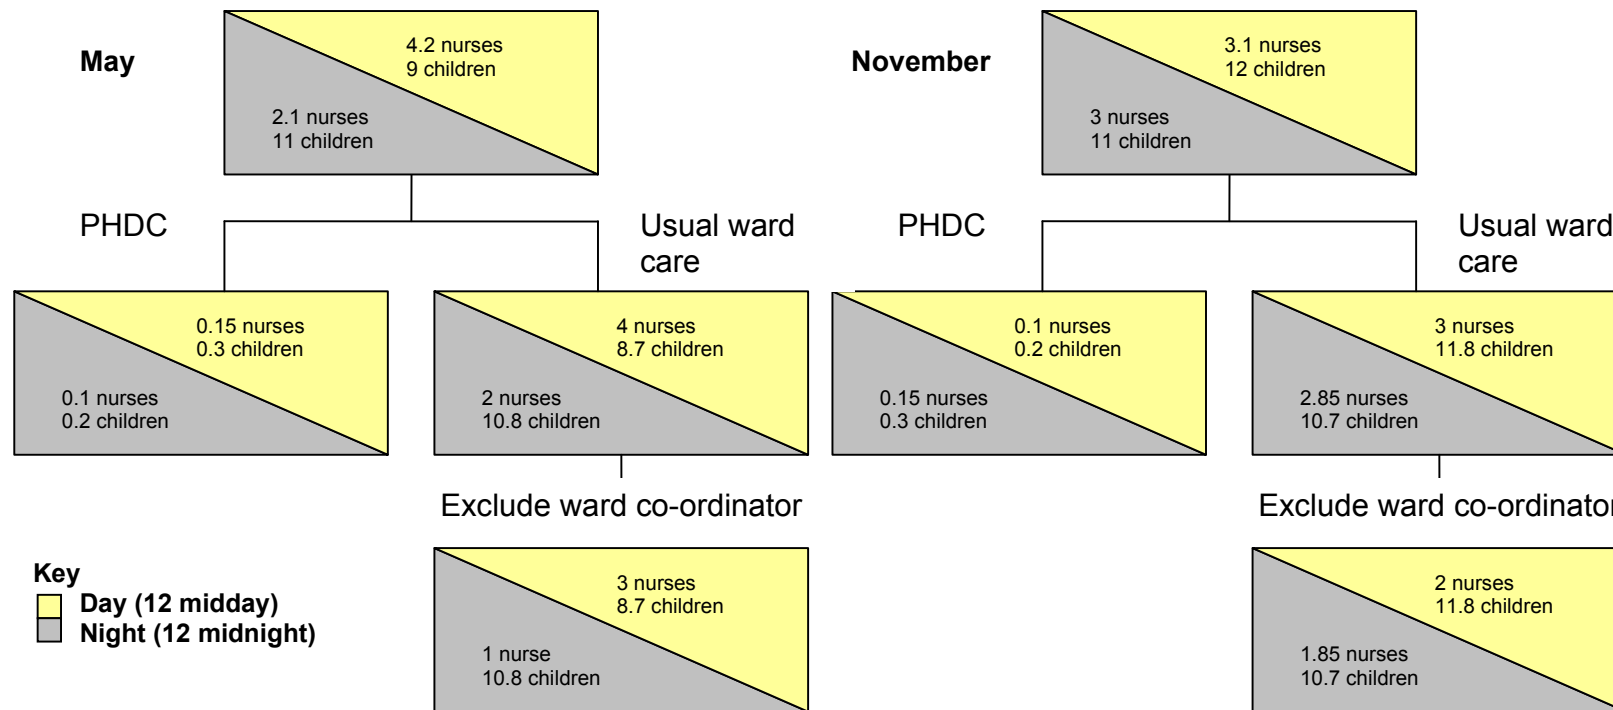 May
4.2 nurses
9 children
2.1 nurses
11 children
PHDC
Usual ward
care
0.15 nurses
0.3 children
0.1 nurses
0.2 children
4 nurses
8.7 children
2 nurses
10.8 children
Exclude ward co-ordinator
3 nurses
8.7 children
1 nurse
10.8 children
November
3.1 nurses
12 children
3 nurses
11 children
PHDC
Usual ward
care
0.1 nurses
0.2 children
0.15 nurses
0.3 children
3 nurses
11.8 children
2.85 nurses
10.7 children
Exclude ward co-ordinator
2 nurses
11.8 children
1.85 nurses
10.7 children
Key
Day (12 midday)
Night (12 midnight)